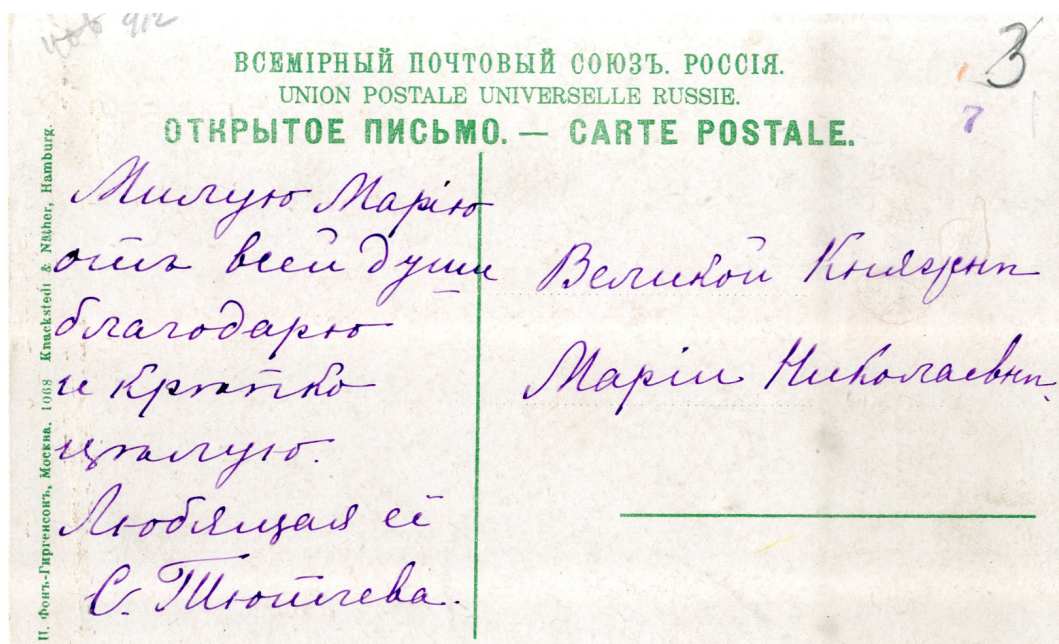 912
3
ВСЕМІРНЫЙ ПОЧТОВЫЙ СОЮЗЪ. РОССІЯ.
UNION POSTALE UNIVERSELLE RUSSIE.
7
ОТКРЫТОЕ ПИСЬМО. — CARTE POSTALE.
Милую Марію
отъ всей души
благодарю
и крѣпко
цѣлую.
Любящая её
С. Тютчева.
Великой Княжнѣ
Маріи Николаевнѣ
П. Фонъ-Гиргенсонъ, Москва, 1068 Knackstedt & Näther, Hamburg.